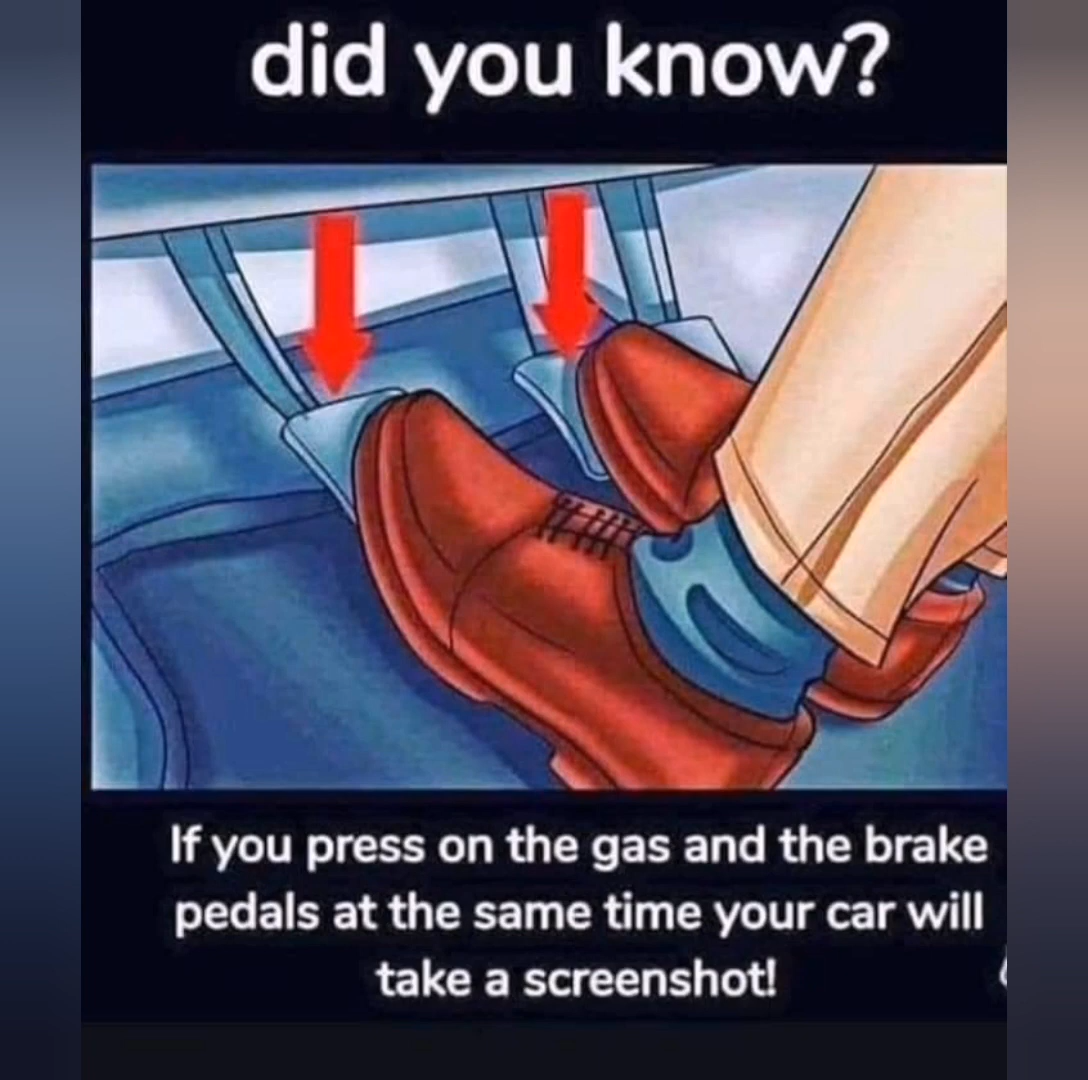 did you know?
If you press on the gas and the brake
pedals at the same time your car will
take a screenshot!